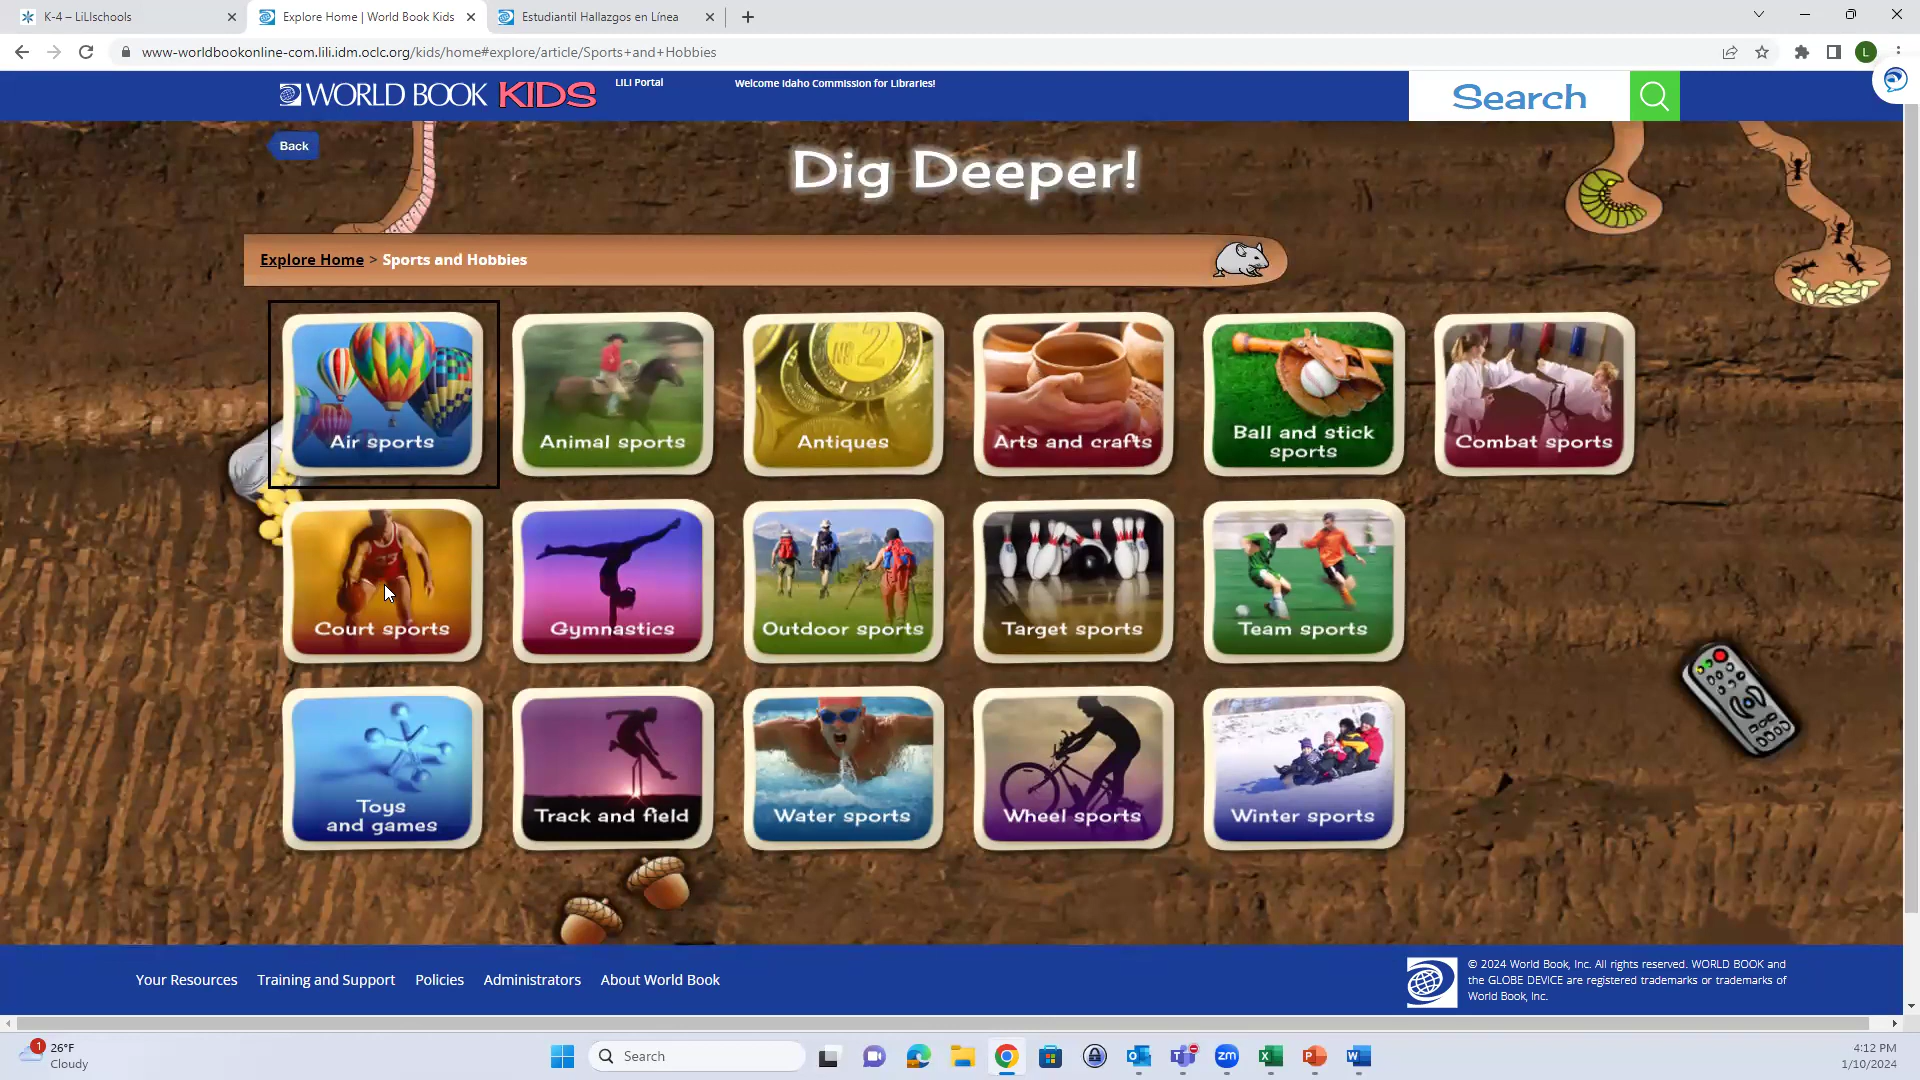 K-4 – LiLIschools
Explore Home | World Book Kids
Estudiantil Hallazgos en Línea
www-worldbookonline-com.lili.idm.oclc.org/kids/home#explore/article/Sports+and+Hobbies
L
WORLD BOOK KIDS
LiLI Portal
Welcome Idaho Commission for Libraries!
Search
Back
Dig Deeper!
Explore Home > Sports and Hobbies
Air sports
Animal sports
Antiques
Arts and crafts
Ball and stick
sports
Combat sports
Court sports
Gymnastics
Outdoor sports
Target sports
Team sports
Toys
and games
Track and field
Water sports
Wheel sports
Winter sports
Your Resources
Training and Support
Policies
Administrators
About World Book
© 2024 World Book, Inc. All rights reserved. WORLD BOOK and
the GLOBE DEVICE are registered trademarks or trademarks of
World Book, Inc.
1
26°F
Cloudy
Search
zm
4:12 PM
1/10/2024